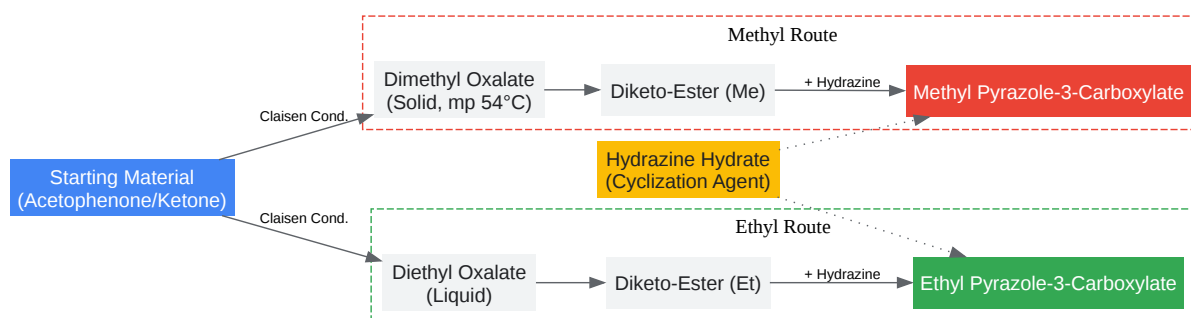 Methyl Route
Dimethyl Oxalate
(Solid, mp 54°C)
Diketo-Ester (Me)
+ Hydrazine
Methyl Pyrazole-3-Carboxylate
Claisen Cond.
Starting Material
(Acetophenone/Ketone)
Hydrazine Hydrate
(Cyclization Agent)
Claisen Cond.
Ethyl Route
Diethyl Oxalate
(Liquid)
Diketo-Ester (Et)
+ Hydrazine
Ethyl Pyrazole-3-Carboxylate